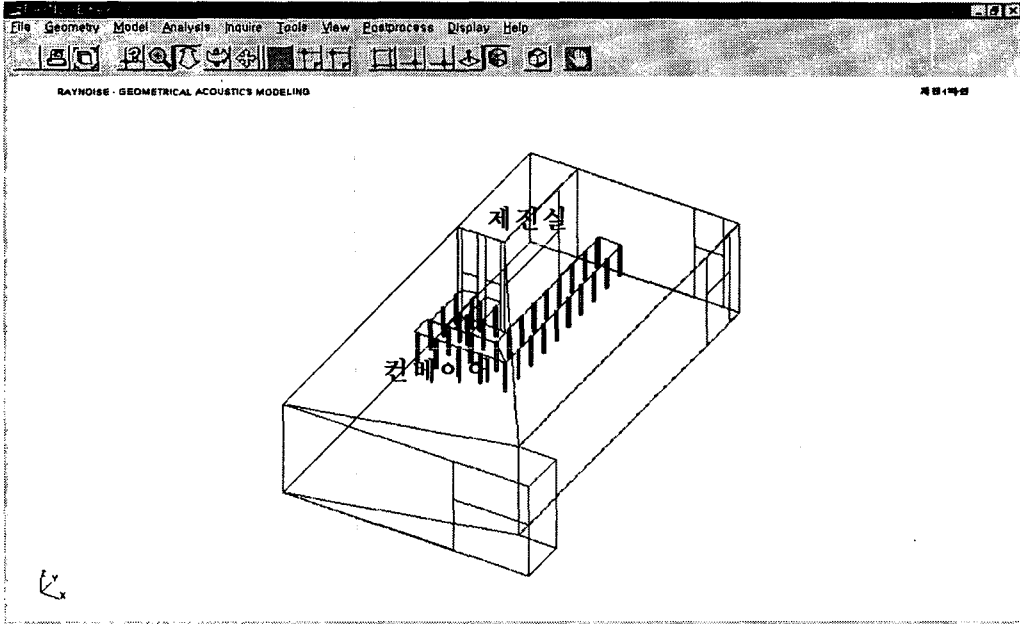 File Geometry Model Analysis Inquire Tools View Postprocess Display Help
RAYNOISE - GEOMETRICAL ACOUSTICS MODELING
제진실
컨베이어
Z
Y
X